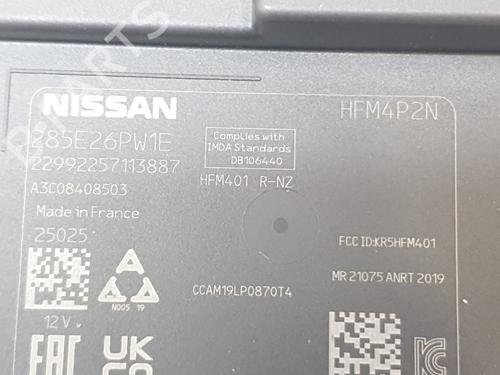 NISSAN
HFM4P2N
285E26PW1E
Complies with
IMDA Standards
DB106440
22992257113887
HFM401 R-NZ
A3C08408503
Made in France
25025
FCC ID:KR5HFM401
MR 21075 ANRT 2019
CCAM19LP0870T4
N005 19
12V
EAC
UK
CA